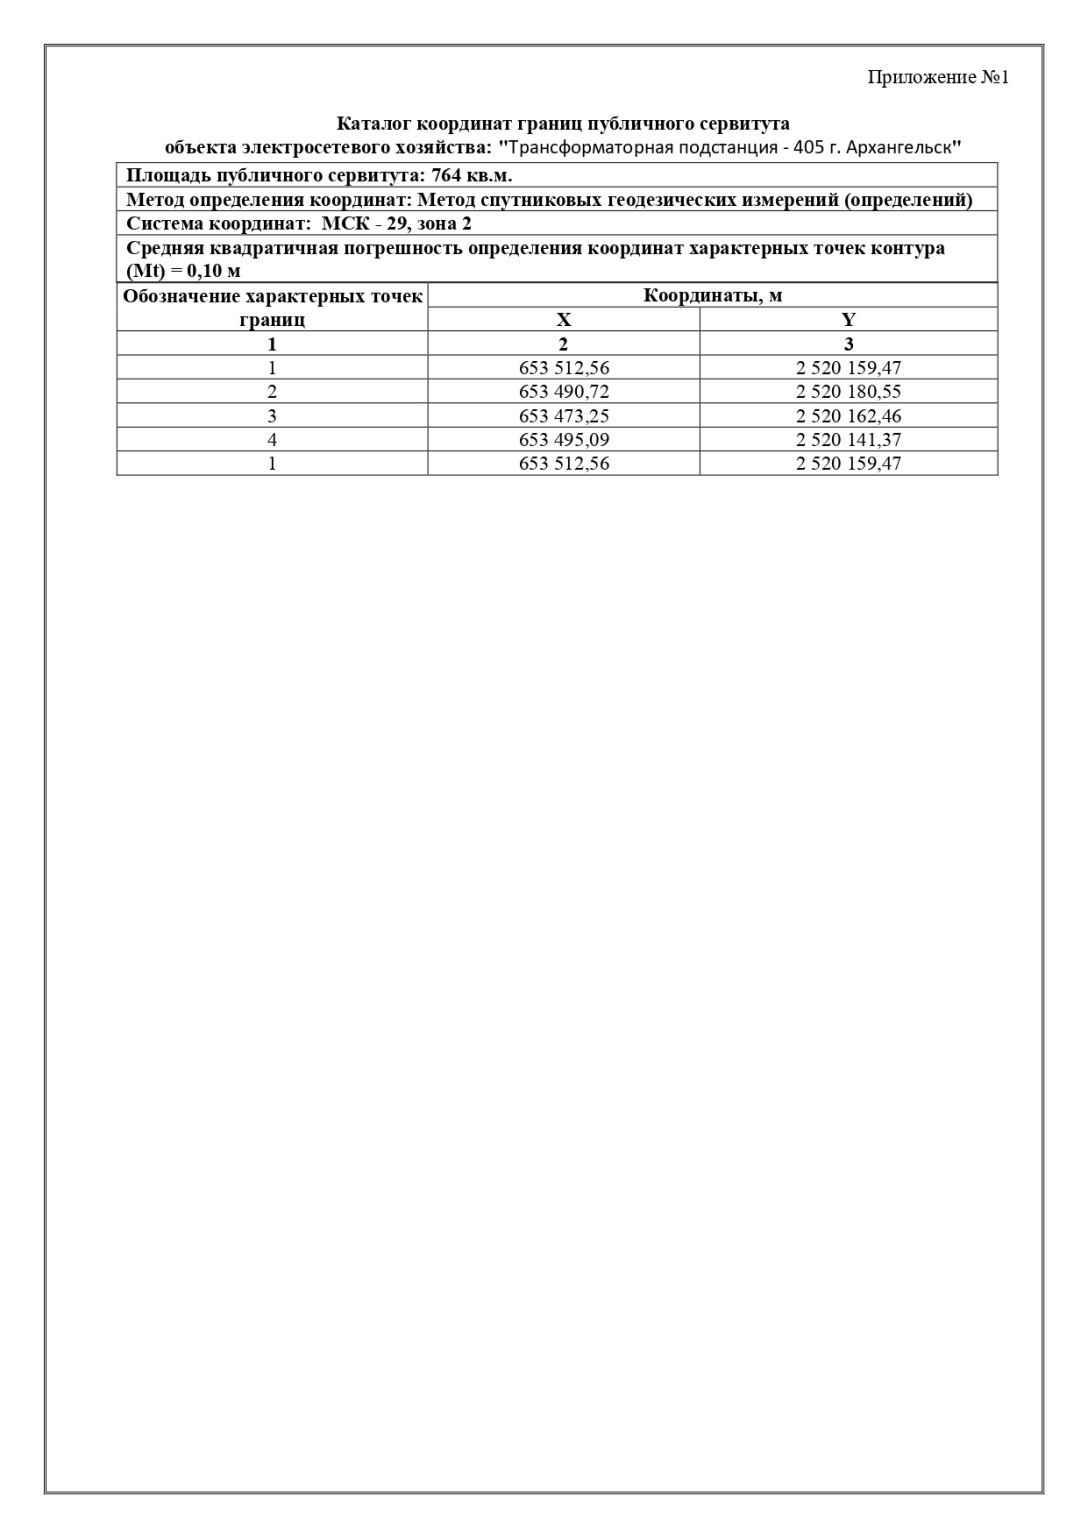 Приложение №1
Каталог координат границ публичного сервитута
объекта электросетевого хозяйства: "Трансформаторная подстанция - 405 г. Архангельск"
Площадь публичного сервитута: 764 кв.м.
Метод определения координат: Метод спутниковых геодезических измерений (определений)
Система координат:  МСК - 29, зона 2
Средняя квадратичная погрешность определения координат характерных точек контура
(Mt) = 0,10 м
Обозначение характерных точек границ Координаты, м
X Y
1 2 3
1 653 512,56 2 520 159,47
2 653 490,72 2 520 180,55
3 653 473,25 2 520 162,46
4 653 495,09 2 520 141,37
1 653 512,56 2 520 159,47